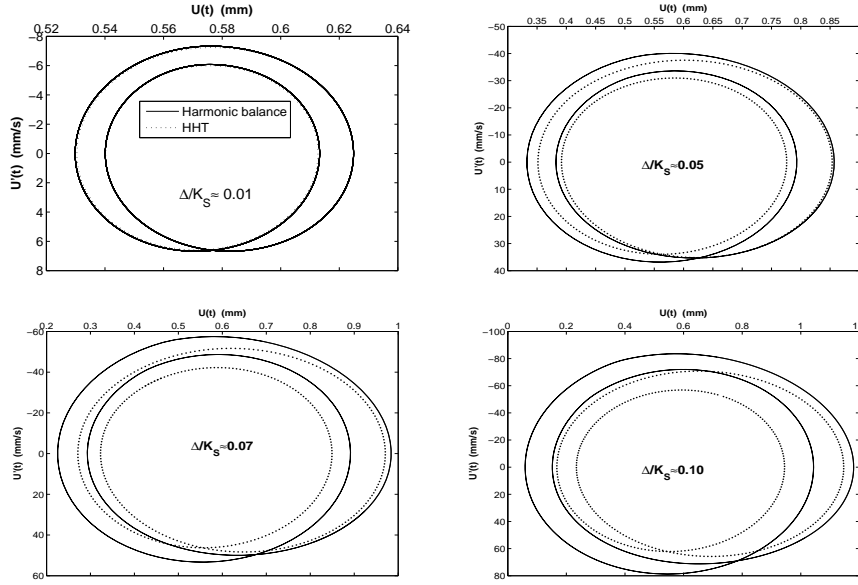 U(t) (mm)
0.52 0.54 0.56 0.58 0.6 0.62 0.64
−8
−6
−4
−2
0
2
4
6
8
U'(t) (mm/s)
Harmonic balance
HHT
Δ/K_S≈ 0.01
U(t) (mm)
0.35 0.4 0.45 0.5 0.55 0.6 0.65 0.7 0.75 0.8 0.85
−50
−40
−30
−20
−10
0
10
20
30
40
U'(t) (mm/s)
Δ/K_S≈0.05
U(t) (mm)
0.2 0.3 0.4 0.5 0.6 0.7 0.8 0.9 1
−60
−40
−20
0
20
40
60
U'(t) (mm/s)
Δ/K_S≈0.07
U(t) (mm)
0 0.2 0.4 0.6 0.8 1
−100
−80
−60
−40
−20
0
20
40
60
80
U'(t) (mm/s)
Δ/K_S≈0.10